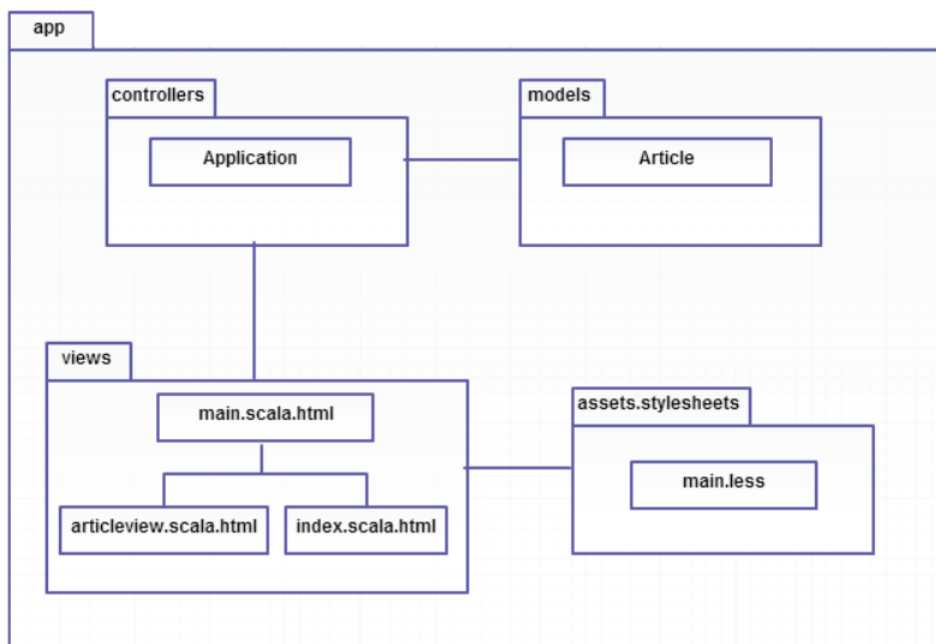 app
controllers
models
Application
Article
views
main.scala.html
assets.stylesheets
main.less
articleview.scala.html
index.scala.html